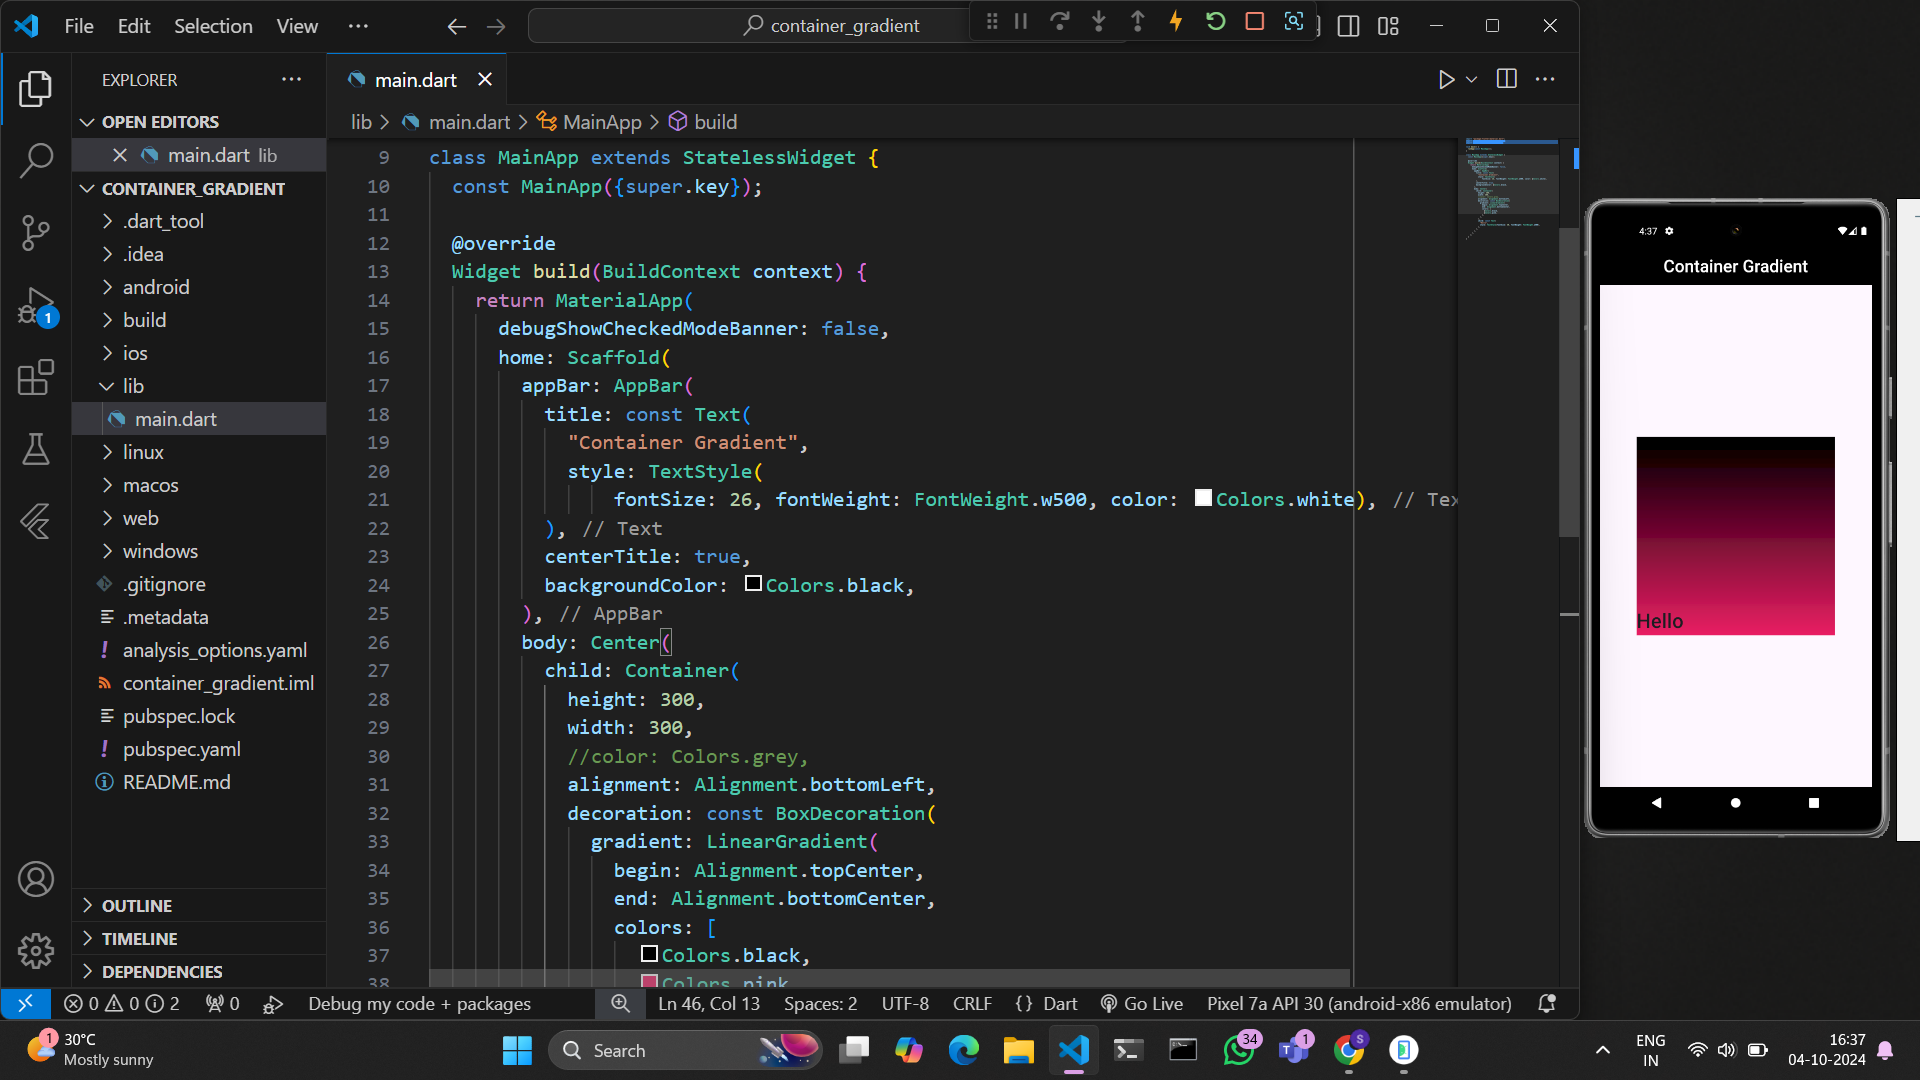 File Edit Selection View ···
container_gradient
EXPLORER
main.dart
OPEN EDITORS
main.dart lib
CONTAINER_GRADIENT
.dart_tool
.idea
android
build
ios
lib
main.dart
linux
macos
web
windows
.gitignore
.metadata
analysis_options.yaml
container_gradient.iml
pubspec.lock
pubspec.yaml
README.md
OUTLINE
TIMELINE
DEPENDENCIES
1
lib > main.dart > MainApp > build
9 class MainApp extends StatelessWidget {
10 const MainApp({super.key});
11
12 @override
13 Widget build(BuildContext context) {
14 return MaterialApp(
15 debugShowCheckedModeBanner: false,
16 home: Scaffold(
17 appBar: AppBar(
18 title: const Text(
19 "Container Gradient",
20 style: TextStyle(
21 fontSize: 26, fontWeight: FontWeight.w500, color: Colors.white), // Tex
22 ), // Text
23 centerTitle: true,
24 backgroundColor: Colors.black,
25 ), // AppBar
26 body: Center(
27 child: Container(
28 height: 300,
29 width: 300,
30 //color: Colors.grey,
31 alignment: Alignment.bottomLeft,
32 decoration: const BoxDecoration(
33 gradient: LinearGradient(
34 begin: Alignment.topCenter,
35 end: Alignment.bottomCenter,
36 colors: [
37 Colors.black,
38 Colors.pink
4:37
Container Gradient
Hello
0 0 2 0 Debug my code + packages Ln 46, Col 13 Spaces: 2 UTF-8 CRLF {} Dart Go Live Pixel 7a API 30 (android-x86 emulator)
1
30°C
Mostly sunny
Search
34
1
S
ENG
IN
16:37
04-10-2024